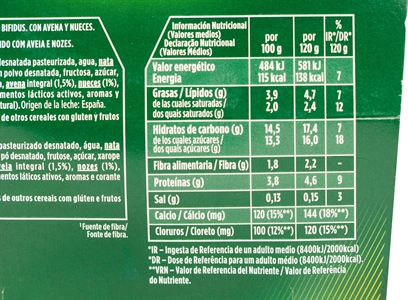 BIFIDUS, CON AVENA Y NUECES.
IDO COM AVEIA E NOZES.
desnatada pasteurizada, agua, nata
n polvo desnatada, fructosa, azúcar,
a, avena integral (1,5%), nueces (1%),
rmentos lácticos activos, aromas y
tural). Origen de la leche: España.
de otros cereales con gluten y frutos
pasteurizado desnatado, água, nata
pó desnatado, frutose, açúcar, xarope
veia integral (1,5%), nozes (1%),
mentos láticos ativos, aromas e corante
s de outros cereais com glúten e frutos
¹Fuente de fibra/
Fonte de fibra.
Información Nutricional
(Valores medios)
Declaração Nutricional
(Valores Médios)
por
100 g
por
120 g
%
IR*/DR*
120 g
Valor energético 484 kJ 581 kJ
Energia 115 kcal 138 kcal 7
Grasas / Lípidos (g) 3,9 4,7 7
de las cuales saturadas / 2,0 2,4 12
dos quais saturados (g)
Hidratos de carbono (g) 14,5 17,4 7
de los cuales azúcares / 13,3 16,0 18
dos quais açúcares (g)
Fibra alimentaria / Fibra (g) 1,8 2,2 -
Proteínas (g) 3,8 4,6 9
Sal (g) 0,13 0,15 3
Calcio / Cálcio (mg) 120 (15%**) 144 (18%**)
Cloruros / Cloreto (mg) 100 (12%**) 120 (15%**)
*IR – Ingesta de Referencia de un adulto medio (8400kJ/2000kcal)
*DR – Dose de Referência para um adulto médio (8400kJ/2000kcal)
**VRN – Valor de Referencia del Nutriente / Valor de Referência
do Nutriente.